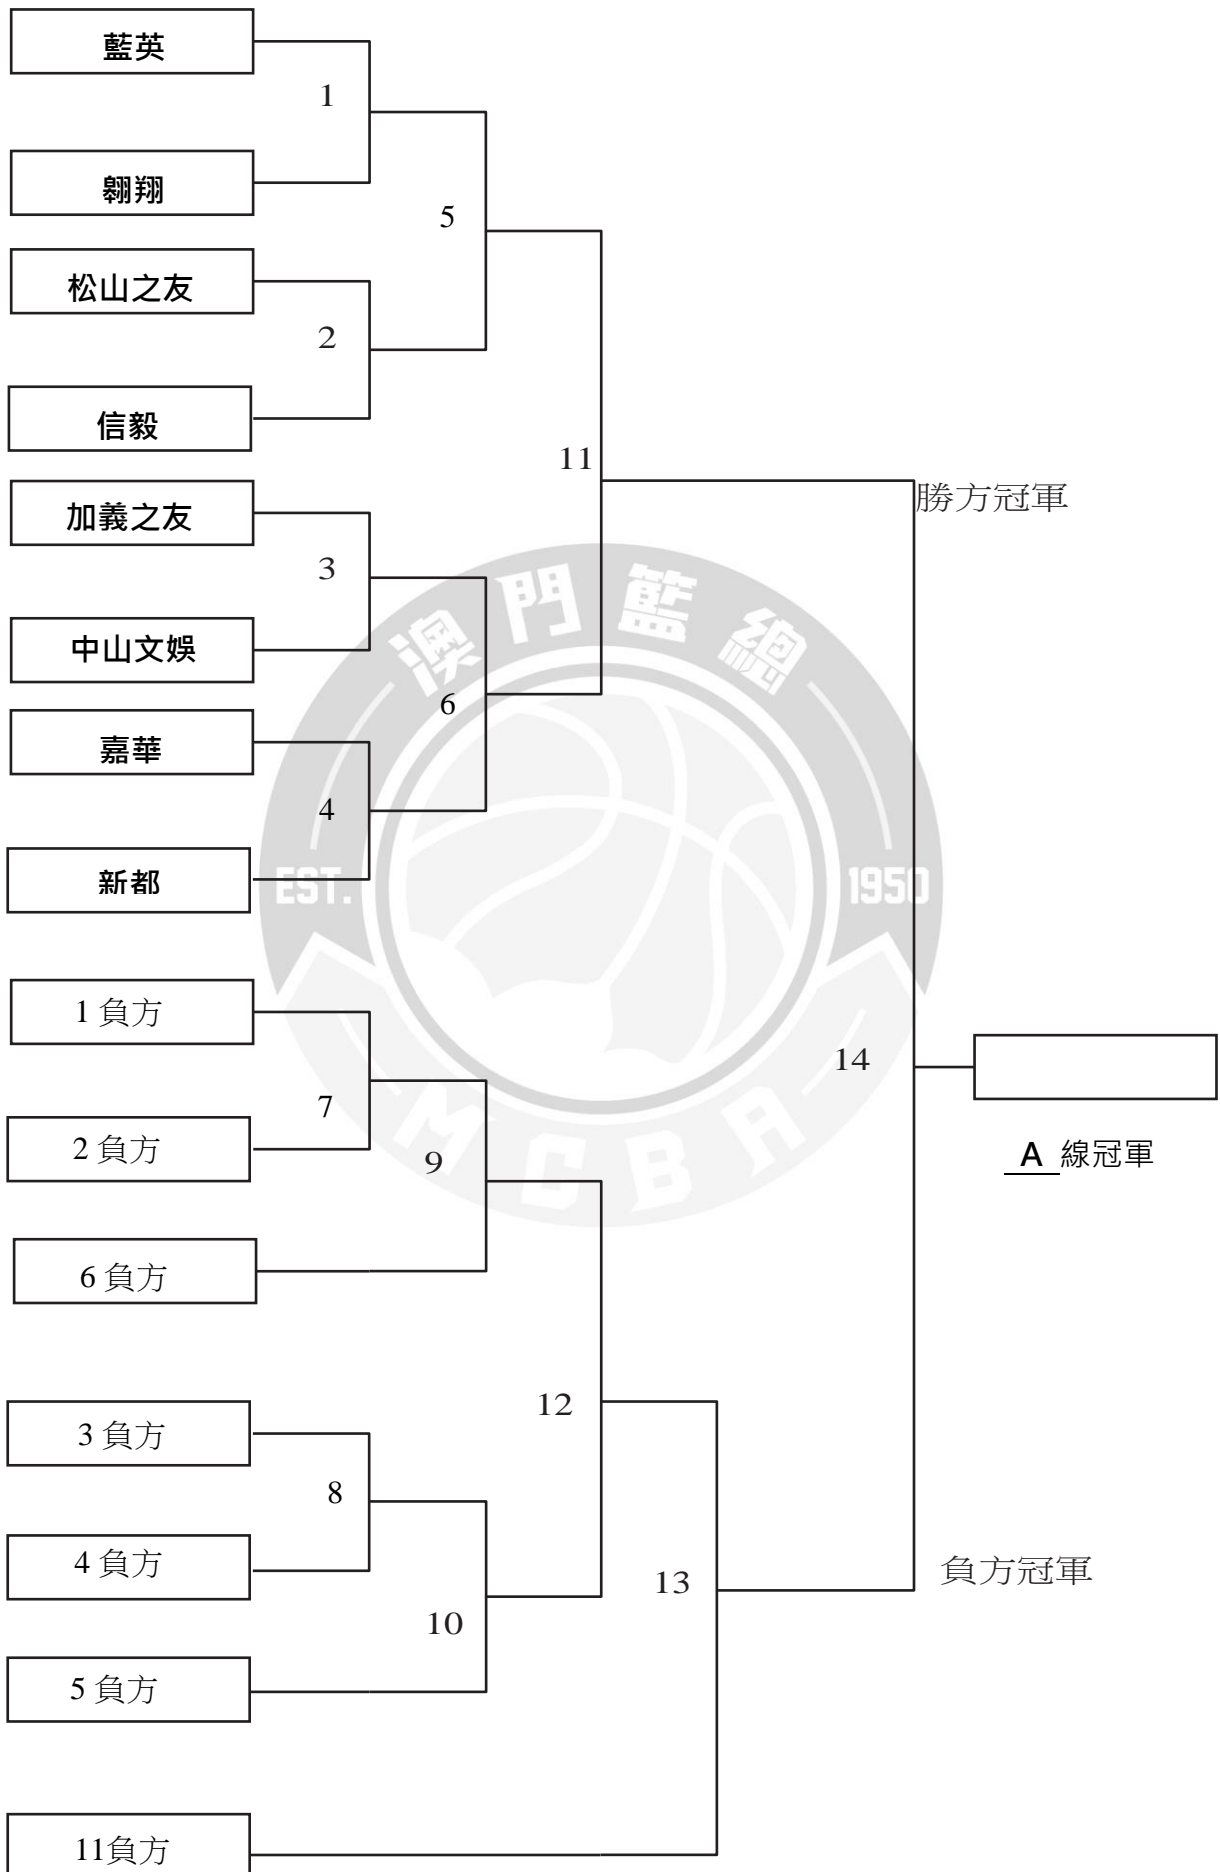 藍英
1
翱翔
5
松山之友
2
信毅
11
勝方冠軍
加義之友
3
中山文娛
6
嘉華
4
新都
澳門籃總
EST.
1950
MCBA
1 負方
7
2 負方
9
6 負方
14
A 線冠軍
3 負方
12
8
4 負方
13
負方冠軍
10
5 負方
11負方